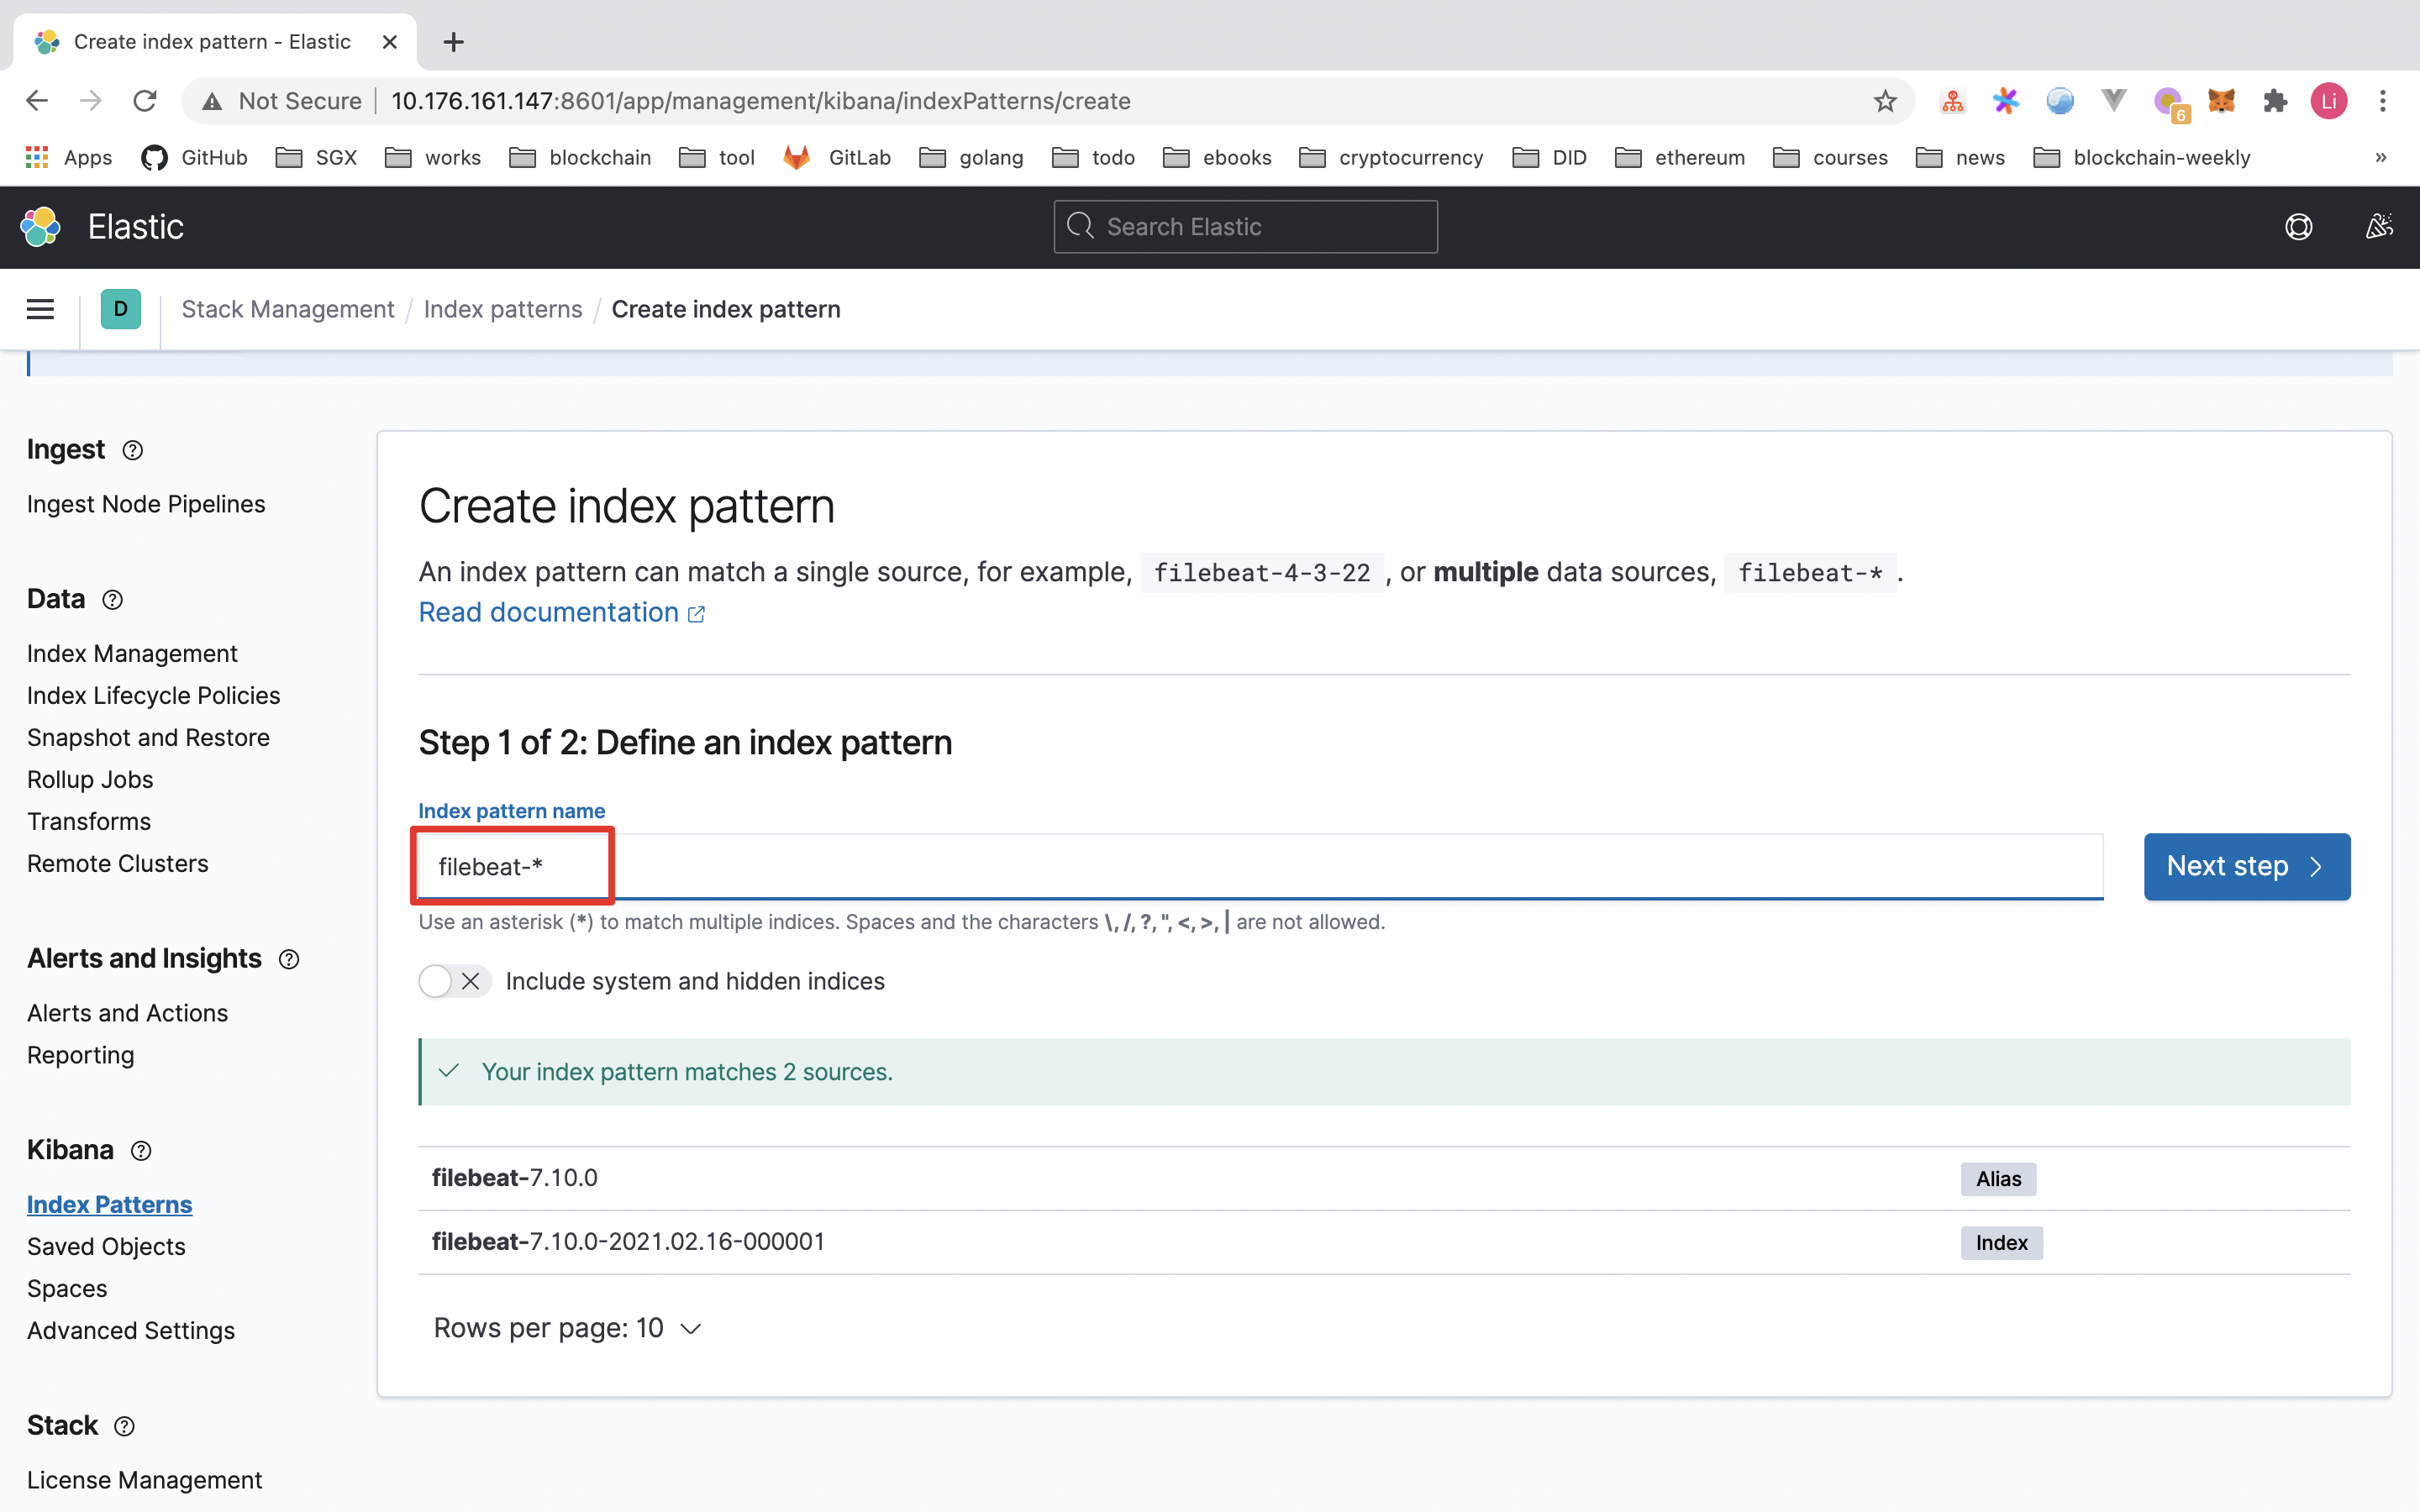 Create index pattern - Elastic
Not Secure 10.176.161.147:8601/app/management/kibana/indexPatterns/create
6
Li
Apps GitHub SGX works blockchain tool GitLab golang todo ebooks cryptocurrency DID ethereum courses news blockchain-weekly »
Elastic
Search Elastic
D Stack Management / Index patterns / Create index pattern
Ingest
Ingest Node Pipelines
Data
Index Management
Index Lifecycle Policies
Snapshot and Restore
Rollup Jobs
Transforms
Remote Clusters
Alerts and Insights
Alerts and Actions
Reporting
Kibana
Index Patterns
Saved Objects
Spaces
Advanced Settings
Stack
License Management
Create index pattern
An index pattern can match a single source, for example, filebeat-4-3-22 , or multiple data sources, filebeat-* .
Read documentation
Step 1 of 2: Define an index pattern
Index pattern name
filebeat-*
Next step
Use an asterisk (*) to match multiple indices. Spaces and the characters \, /, ?, ", <, >, | are not allowed.
Include system and hidden indices
Your index pattern matches 2 sources.
filebeat-7.10.0 Alias
filebeat-7.10.0-2021.02.16-000001 Index
Rows per page: 10